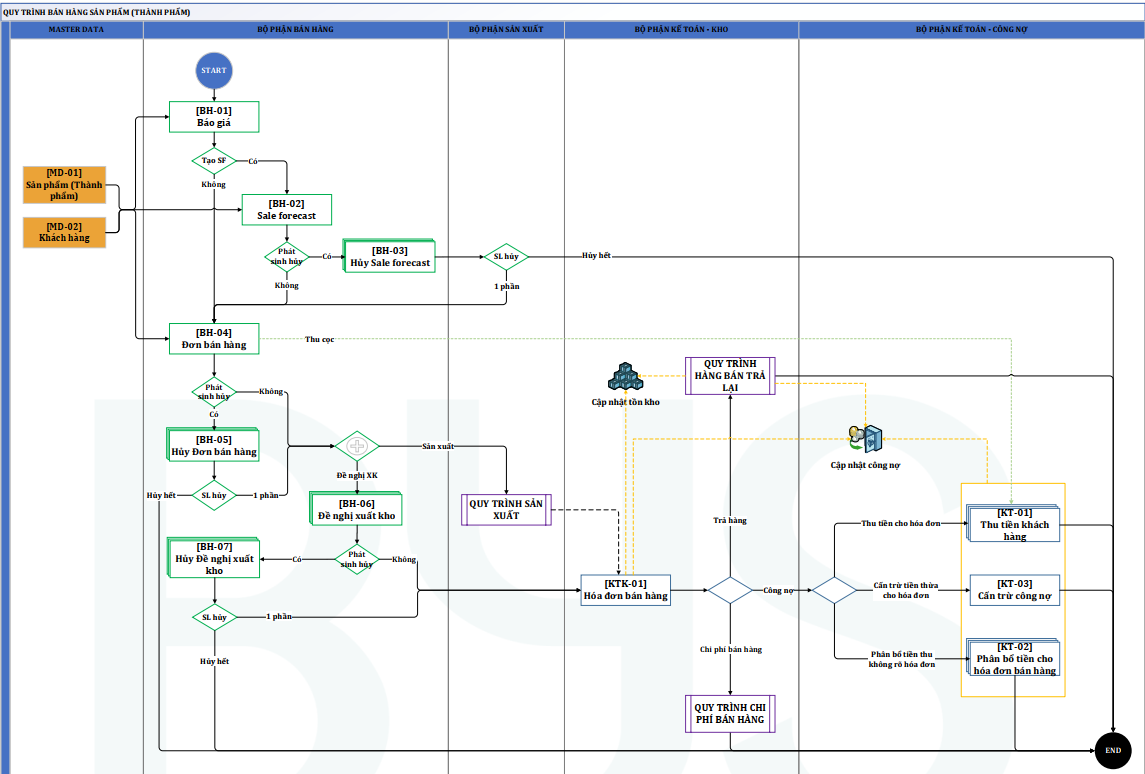 QUY TRÌNH BÁN HÀNG SẢN PHẨM (THÀNH PHẨM)
MASTER DATA
BỘ PHẬN BÁN HÀNG
BỘ PHẬN SẢN XUẤT
BỘ PHẬN KẾ TOÁN - KHO
BỘ PHẬN KẾ TOÁN - CÔNG NỢ
START
[BH-01]
Báo giá
Tạo SF
Có
Không
[MD-01]
Sản phẩm (Thành
phẩm)
[MD-02]
Khách hàng
[BH-02]
Sale forecast
Phát
sinh hủy
Có
Không
[BH-03]
Hủy Sale forecast
SL hủy
Hủy hết
1 phần
[BH-04]
Đơn bán hàng
Thu cọc
Phát
sinh hủy
Không
Có
[BH-05]
Hủy Đơn bán hàng
SL hủy
Hủy hết
1 phần
Sản xuất
Đề nghị XK
[BH-06]
Đề nghị xuất kho
QUY TRÌNH SẢN
XUẤT
Phát
sinh hủy
Có
Không
[BH-07]
Hủy Đề nghị xuất
kho
SL hủy
1 phần
Hủy hết
Cập nhật tồn kho
QUY TRÌNH
HÀNG BÁN TRẢ
LẠI
Cập nhật công nợ
Trả hàng
[KTK-01]
Hóa đơn bán hàng
Công nợ
Chi phí bán hàng
QUY TRÌNH CHI
PHÍ BÁN HÀNG
Thu tiền cho hóa đơn
[KT-01]
Thu tiền khách
hàng
Cấn trừ tiền thừa
cho hóa đơn
[KT-03]
Cấn trừ công nợ
Phân bổ tiền thu
không rõ hóa đơn
[KT-02]
Phân bổ tiền cho
hóa đơn bán hàng
END
BUS